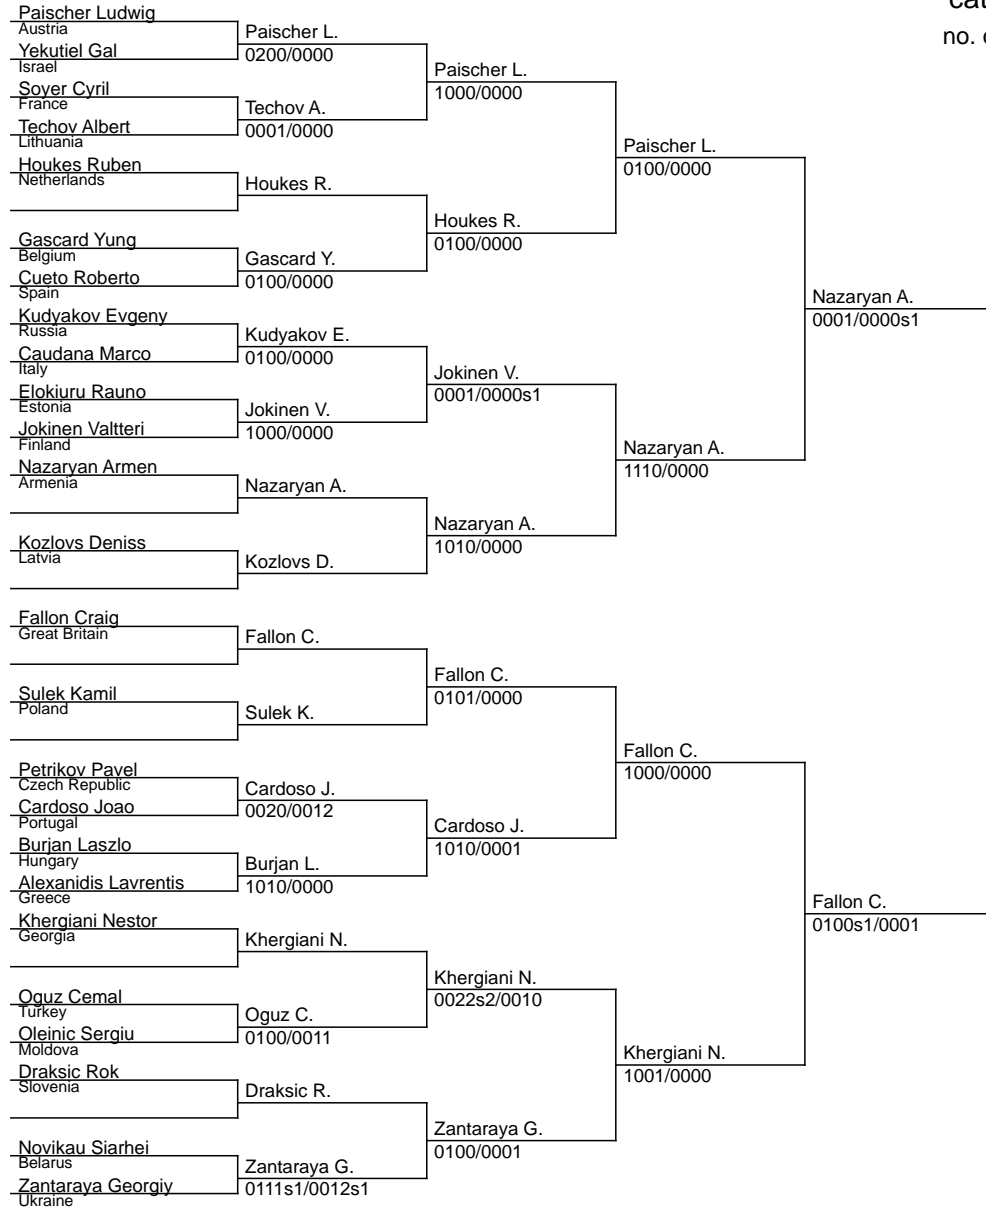 cat
no. o
Paischer Ludwig
Austria
Yekutiel Gal
Israel
Soyer Cyril
France
Techov Albert
Lithuania
Houkes Ruben
Netherlands
Gascard Yung
Belgium
Cueto Roberto
Spain
Kudyakov Evgeny
Russia
Caudana Marco
Italy
Elokiuru Rauno
Estonia
Jokinen Valtteri
Finland
Nazaryan Armen
Armenia
Kozlovs Deniss
Latvia
Fallon Craig
Great Britain
Sulek Kamil
Poland
Petrikov Pavel
Czech Republic
Cardoso Joao
Portugal
Burjan Laszlo
Hungary
Alexanidis Lavrentis
Greece
Khergiani Nestor
Georgia
Oguz Cemal
Turkey
Oleinic Sergiu
Moldova
Draksic Rok
Slovenia
Novikau Siarhei
Belarus
Zantaraya Georgiy
Ukraine
Paischer L.
0200/0000
Techov A.
0001/0000
Houkes R.
Gascard Y.
0100/0000
Kudyakov E.
0100/0000
Jokinen V.
1000/0000
Nazaryan A.
Kozlovs D.
Fallon C.
Sulek K.
Cardoso J.
0020/0012
Burjan L.
1010/0000
Khergiani N.
Oguz C.
0100/0011
Draksic R.
Zantaraya G.
0111s1/0012s1
Paischer L.
1000/0000
Houkes R.
0100/0000
Jokinen V.
0001/0000s1
Nazaryan A.
1010/0000
Fallon C.
0101/0000
Cardoso J.
1010/0001
Khergiani N.
0022s2/0010
Zantaraya G.
0100/0001
Paischer L.
0100/0000
Nazaryan A.
1110/0000
Fallon C.
1000/0000
Khergiani N.
1001/0000
Nazaryan A.
0001/0000s1
Fallon C.
0100s1/0001